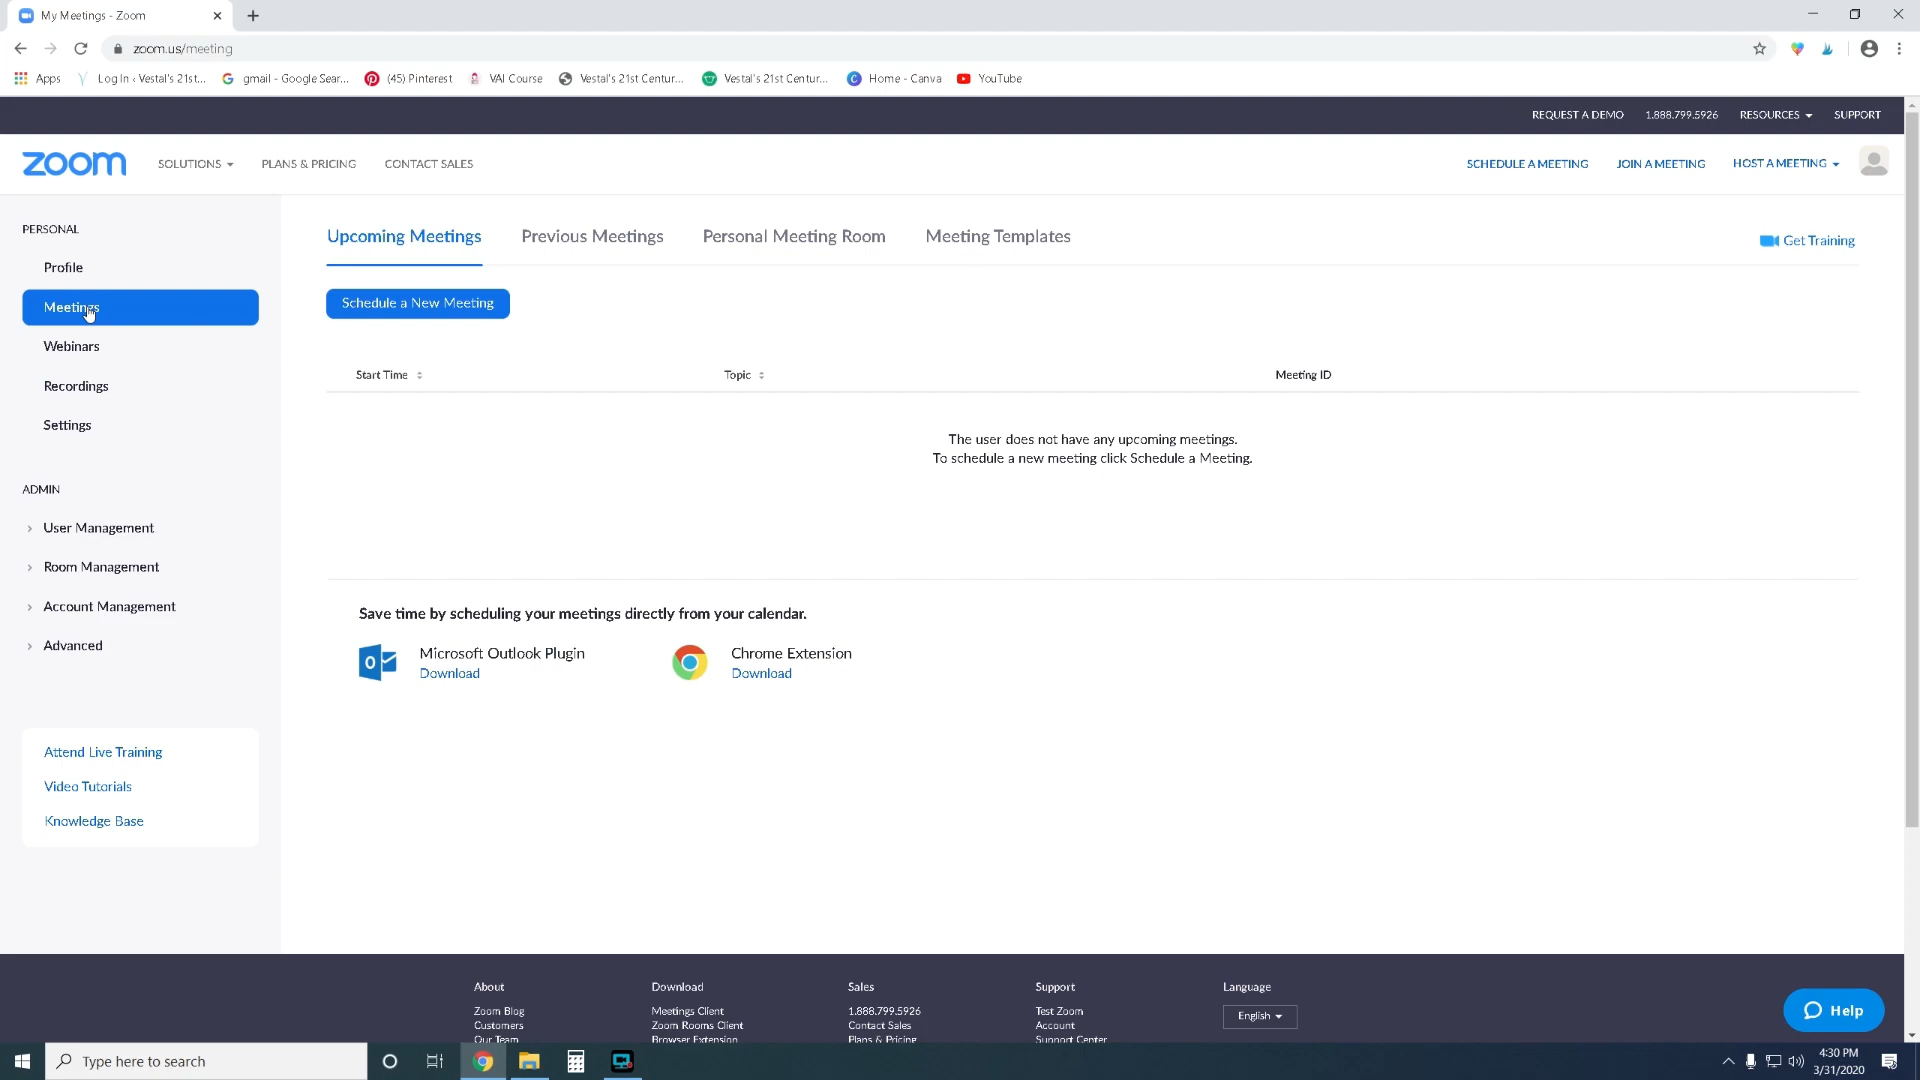 My Meetings - Zoom
zoom.us/meeting
Apps
Log In ‹ Vestal's 21st...
gmail - Google Sear...
(45) Pinterest
VAI Course
Vestal's 21st Centur...
Vestal's 21st Centur...
Home - Canva
YouTube
REQUEST A DEMO
1.888.799.5926
RESOURCES
SUPPORT
zoom
SOLUTIONS
PLANS & PRICING
CONTACT SALES
SCHEDULE A MEETING
JOIN A MEETING
HOST A MEETING
PERSONAL
Profile
Meetings
Webinars
Recordings
Settings
ADMIN
User Management
Room Management
Account Management
Advanced
Attend Live Training
Video Tutorials
Knowledge Base
Upcoming Meetings
Previous Meetings
Personal Meeting Room
Meeting Templates
Get Training
Schedule a New Meeting
Start Time
Topic
Meeting ID
The user does not have any upcoming meetings.
To schedule a new meeting click Schedule a Meeting.
Save time by scheduling your meetings directly from your calendar.
Microsoft Outlook Plugin
Download
Chrome Extension
Download
About
Zoom Blog
Customers
Our Team
Download
Meetings Client
Zoom Rooms Client
Browser Extension
Sales
1.888.799.5926
Contact Sales
Plans & Pricing
Support
Test Zoom
Account
Support Center
Language
English
Help
Type here to search
4:30 PM
3/31/2020